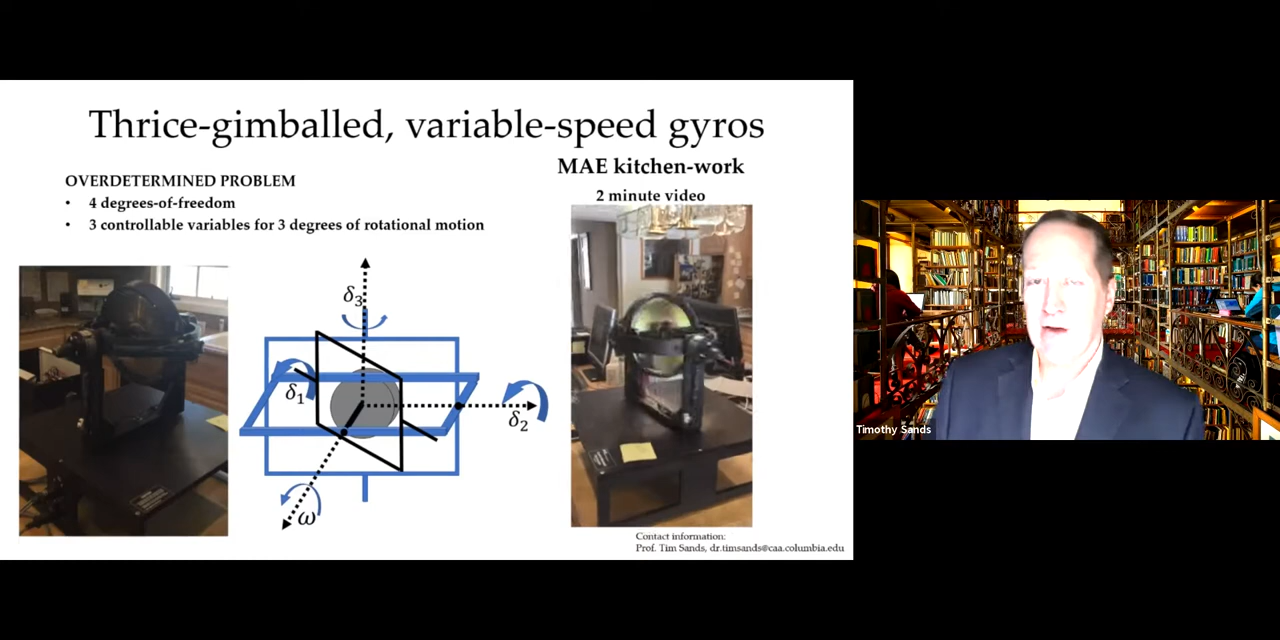 Thrice-gimballed, variable-speed gyros
MAE kitchen-work
2 minute video
OVERDETERMINED PROBLEM
• 4 degrees-of-freedom
• 3 controllable variables for 3 degrees of rotational motion
δ3
δ1
δ2
ω
Contact information:
Prof. Tim Sands, dr.timsands@caa.columbia.edu
Timothy Sands